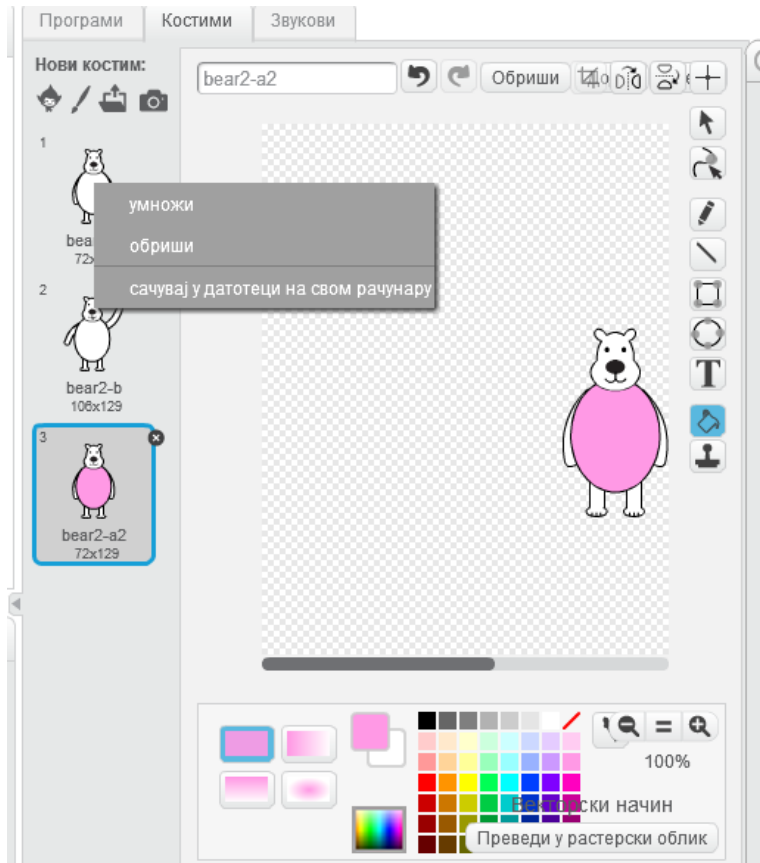 Програми
Костими
Звукови
Нови костим:
bear2-a2
Обриши
1
72x
2
bear2-b
106x129
3
bear2-a2
72x129
умножи
обриши
сачувај у датотеци на свом рачунару
T
100%
Векторски начин
Преведи у растерски облик